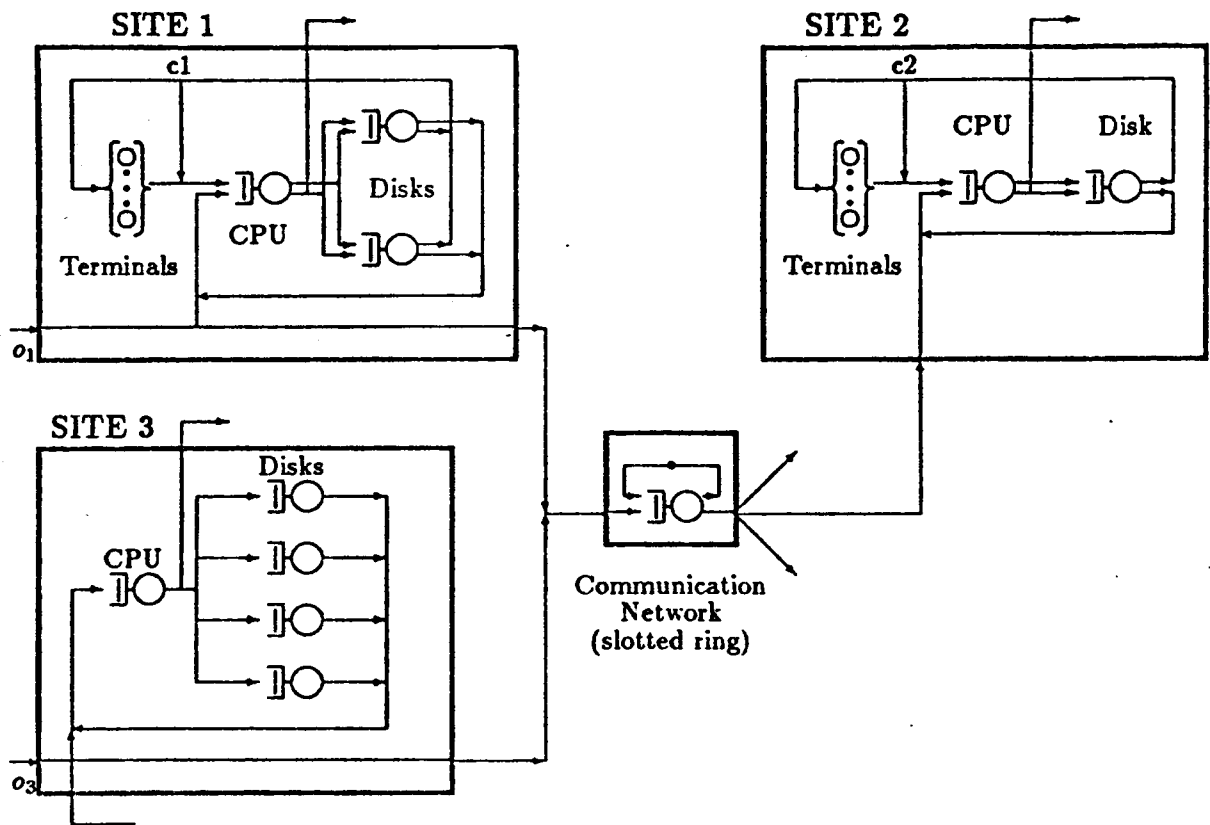 SITE 1
c1
Disks
CPU
Terminals
o1
SITE 2
c2
CPU
Disk
Terminals
SITE 3
Disks
CPU
o3
Communication
Network
(slotted ring)